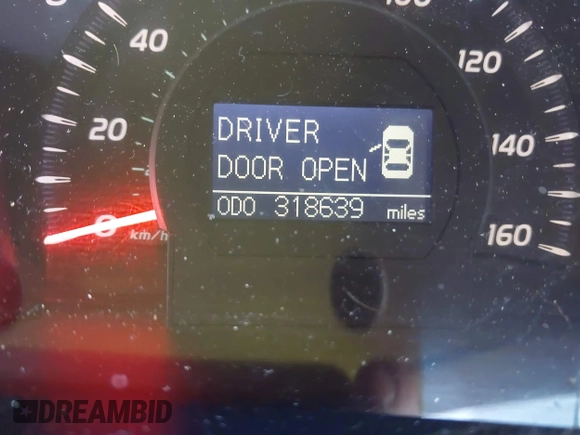 40
120
20
140
0
160
km/h
DRIVER
DOOR OPEN
ODO 318639 miles
DREAMBID